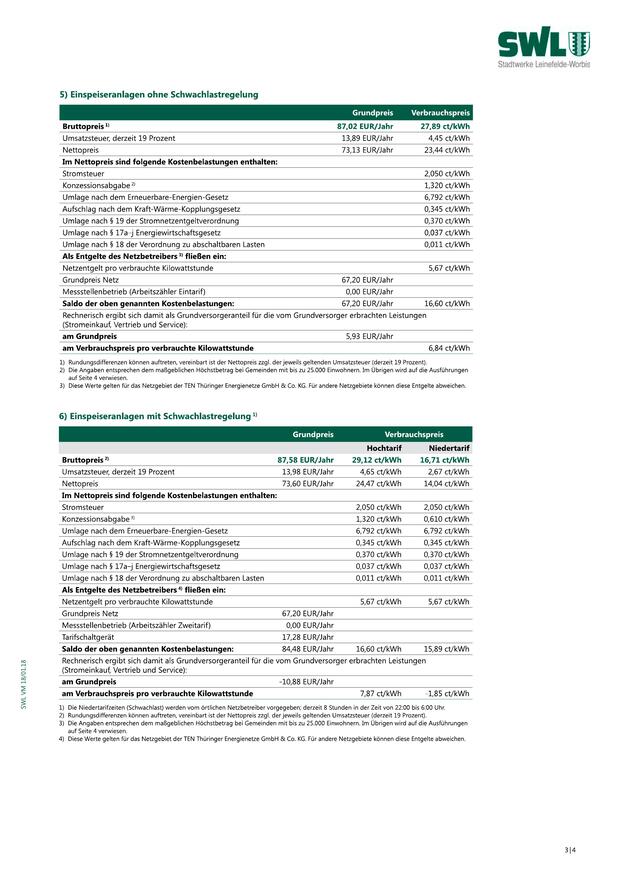 SWL
Stadtwerke Leinefelde-Worbis
5) Einspeiseranlagen ohne Schwachlastregelung
Grundpreis Verbrauchspreis
Bruttopreis 1) 87,02 EUR/Jahr 27,89 ct/kWh
Umsatzsteuer, derzeit 19 Prozent 13,89 EUR/Jahr 4,45 ct/kWh
Nettopreis 73,13 EUR/Jahr 23,44 ct/kWh
Im Nettopreis sind folgende Kostenbelastungen enthalten:
Stromsteuer 2,050 ct/kWh
Konzessionsabgabe 2) 1,320 ct/kWh
Umlage nach dem Erneuerbare-Energien-Gesetz 6,792 ct/kWh
Aufschlag nach dem Kraft-Wärme-Kopplungsgesetz 0,345 ct/kWh
Umlage nach § 19 der Stromnetzentgeltverordnung 0,370 ct/kWh
Umlage nach § 17a-j Energiewirtschaftsgesetz 0,037 ct/kWh
Umlage nach § 18 der Verordnung zu abschaltbaren Lasten 0,011 ct/kWh
Als Entgelte des Netzbetreibers 3) fließen ein:
Netzentgelt pro verbrauchte Kilowattstunde 5,67 ct/kWh
Grundpreis Netz 67,20 EUR/Jahr
Messstellenbetrieb (Arbeitszähler Eintarif) 0,00 EUR/Jahr
Saldo der oben genannten Kostenbelastungen: 67,20 EUR/Jahr 16,60 ct/kWh
Rechnerisch ergibt sich damit als Grundversorgeranteil für die vom Grundversorger erbrachten Leistungen
(Stromeinkauf, Vertrieb und Service):
am Grundpreis 5,93 EUR/Jahr
am Verbrauchspreis pro verbrauchte Kilowattstunde 6,84 ct/kWh
1) Rundungsdifferenzen können auftreten, vereinbart ist der Nettopreis zzgl. der jeweils geltenden Umsatzsteuer (derzeit 19 Prozent).
2) Die Angaben entsprechen dem maßgeblichen Höchstbetrag bei Gemeinden mit bis zu 25.000 Einwohnern. Im Übrigen wird auf die Ausführungen
auf Seite 4 verwiesen.
3) Diese Werte gelten für das Netzgebiet der TEN Thüringer Energienetze GmbH & Co. KG. Für andere Netzgebiete können diese Entgelte abweichen.
6) Einspeiseranlagen mit Schwachlastregelung 1)
Grundpreis Verbrauchspreis
Hochtarif Niedertarif
Bruttopreis 2) 87,58 EUR/Jahr 29,12 ct/kWh 16,71 ct/kWh
Umsatzsteuer, derzeit 19 Prozent 13,98 EUR/Jahr 4,65 ct/kWh 2,67 ct/kWh
Nettopreis 73,60 EUR/Jahr 24,47 ct/kWh 14,04 ct/kWh
Im Nettopreis sind folgende Kostenbelastungen enthalten:
Stromsteuer 2,050 ct/kWh 2,050 ct/kWh
Konzessionsabgabe 3) 1,320 ct/kWh 0,610 ct/kWh
Umlage nach dem Erneuerbare-Energien-Gesetz 6,792 ct/kWh 6,792 ct/kWh
Aufschlag nach dem Kraft-Wärme-Kopplungsgesetz 0,345 ct/kWh 0,345 ct/kWh
Umlage nach § 19 der Stromnetzentgeltverordnung 0,370 ct/kWh 0,370 ct/kWh
Umlage nach § 17a–j Energiewirtschaftsgesetz 0,037 ct/kWh 0,037 ct/kWh
Umlage nach § 18 der Verordnung zu abschaltbaren Lasten 0,011 ct/kWh 0,011 ct/kWh
Als Entgelte des Netzbetreibers 4) fließen ein:
Netzentgelt pro verbrauchte Kilowattstunde 5,67 ct/kWh 5,67 ct/kWh
Grundpreis Netz 67,20 EUR/Jahr
Messstellenbetrieb (Arbeitszähler Zweitarif) 0,00 EUR/Jahr
Tarifschaltgerät 17,28 EUR/Jahr
Saldo der oben genannten Kostenbelastungen: 84,48 EUR/Jahr 16,60 ct/kWh 15,89 ct/kWh
Rechnerisch ergibt sich damit als Grundversorgeranteil für die vom Grundversorger erbrachten Leistungen
(Stromeinkauf, Vertrieb und Service):
am Grundpreis -10,88 EUR/Jahr
am Verbrauchspreis pro verbrauchte Kilowattstunde 7,87 ct/kWh -1,85 ct/kWh
1) Die Niedertarifzeiten (Schwachlast) werden vom örtlichen Netzbetreiber vorgegeben; derzeit 8 Stunden in der Zeit von 22:00 bis 6:00 Uhr.
2) Rundungsdifferenzen können auftreten, vereinbart ist der Nettopreis zzgl. der jeweils geltenden Umsatzsteuer (derzeit 19 Prozent).
3) Die Angaben entsprechen dem maßgeblichen Höchstbetrag bei Gemeinden mit bis zu 25.000 Einwohnern. Im Übrigen wird auf die Ausführungen
auf Seite 4 verwiesen.
4) Diese Werte gelten für das Netzgebiet der TEN Thüringer Energienetze GmbH & Co. KG. Für andere Netzgebiete können diese Entgelte abweichen.
SWL VM 18/01.18
3|4